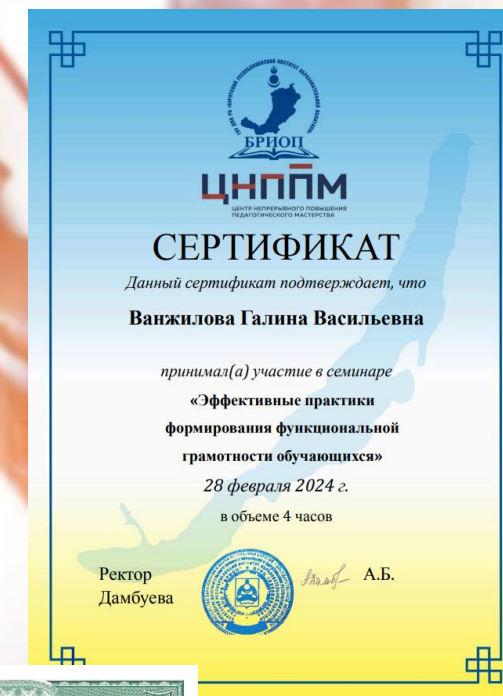 БРИОП
ЦНППМ
ЦЕНТР НЕПРЕРЫВНОГО ПОВЫШЕНИЯ
ПЕДАГОГИЧЕСКОГО МАСТЕРСТВА
СЕРТИФИКАТ
Данный сертификат подтверждает, что
Ванжилова Галина Васильевна
принимал(а) участие в семинаре
«Эффективные практики
формирования функциональной
грамотности обучающихся»
28 февраля 2024 г.
в объеме 4 часов
Ректор А.Б.
Дамбуева